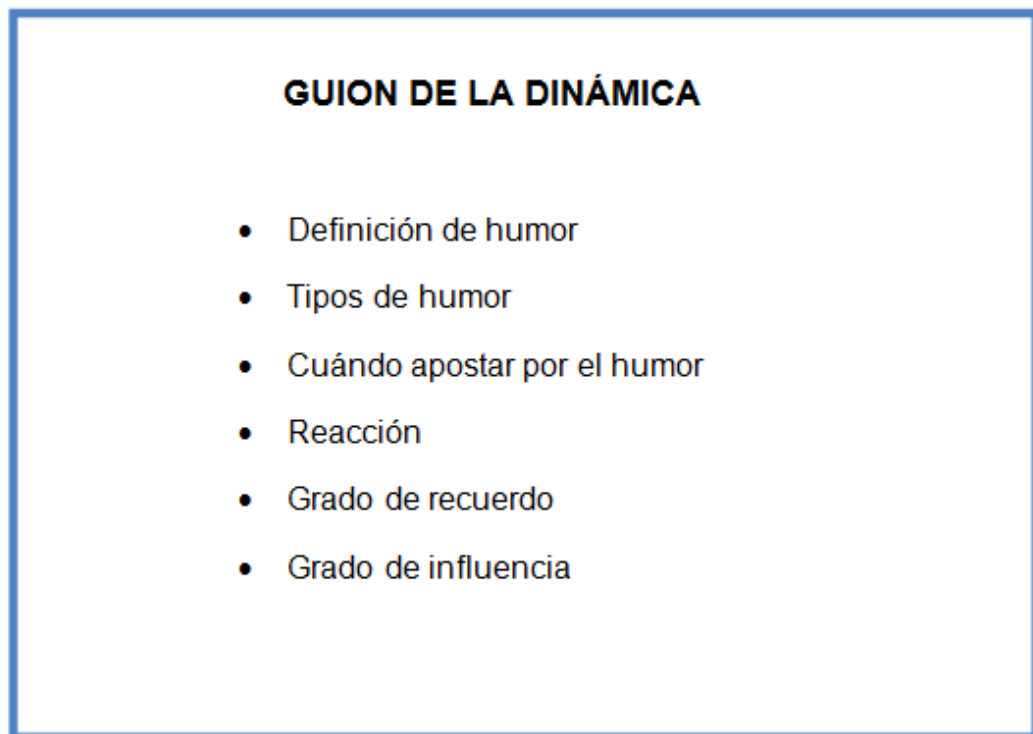 GUION DE LA DINÁMICA
• Definición de humor
• Tipos de humor
• Cuándo apostar por el humor
• Reacción
• Grado de recuerdo
• Grado de influencia